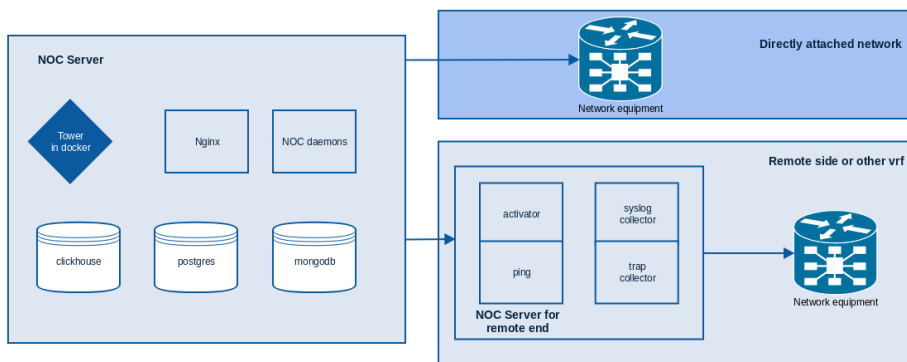 NOC Server
Tower
in docker
Nginx
NOC daemons
clickhouse
postgres
mongodb
Directly attached network
Network equipment
Remote side or other vrf
activator
syslog
collector
ping
trap
collector
NOC Server for
remote end
Network equipment